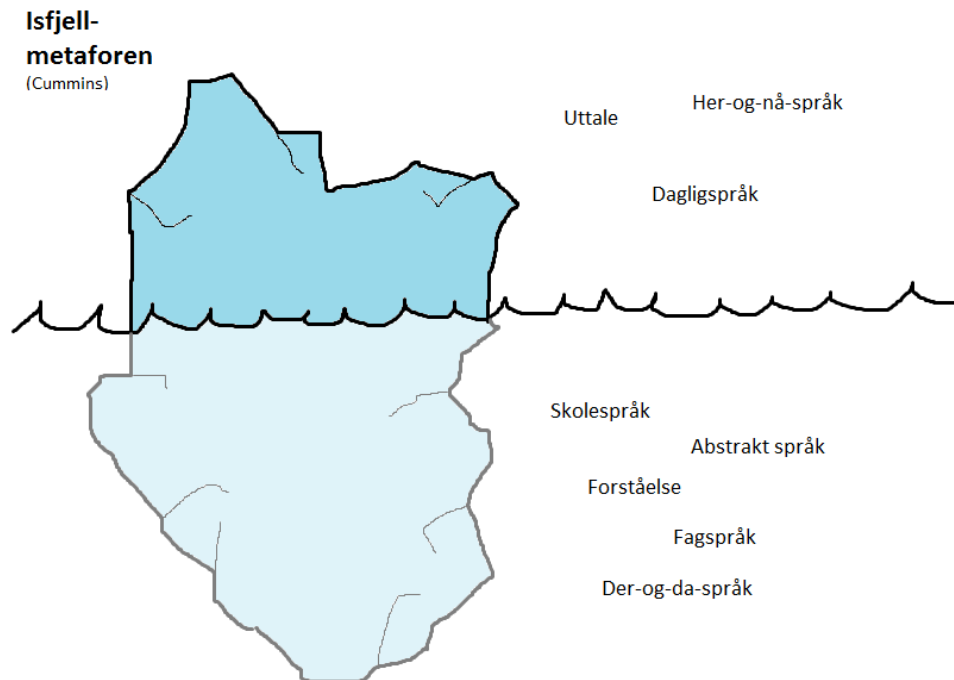 Isfjell-
metaforen
(Cummins)
Uttale
Her-og-nå-språk
Dagligspråk
Skolespråk
Abstrakt språk
Forståelse
Fagspråk
Der-og-da-språk